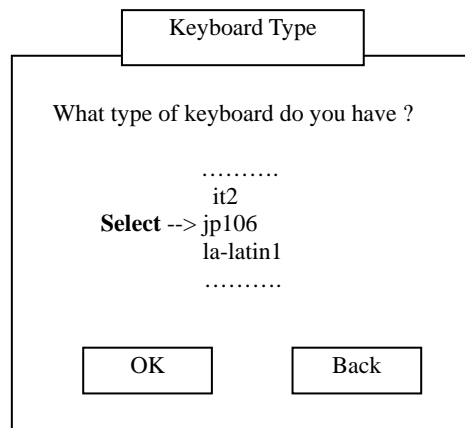 Keyboard Type
What type of keyboard do you have ?
……….
it2
Select --> jp106
la-latin1
……….
OK
Back